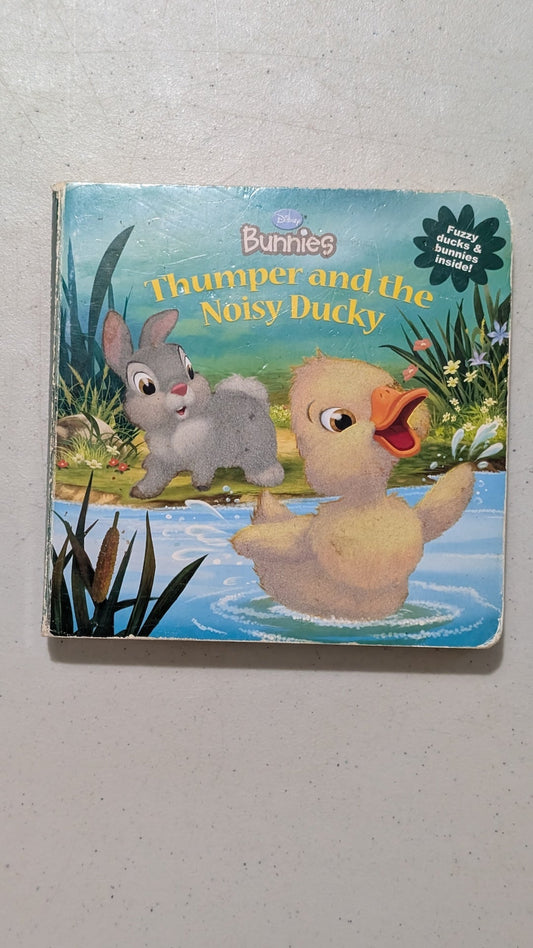 Disney
Bunnies
Thumper and the
Noisy Ducky
Fuzzy
ducks &
bunnies
inside!